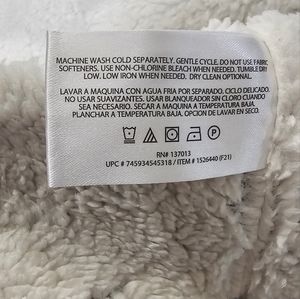 MACHINE WASH COLD SEPARATELY. GENTLE CYCLE. DO NOT USE FABRIC
SOFTENERS. USE NON-CHLORINE BLEACH WHEN NEEDED. TUMBLE DRY
LOW. LOW IRON WHEN NEEDED. DRY CLEAN OPTIONAL.
LAVAR A MAQUINA CON AGUA FRIA POR SEPARADO. CICLO DELICADO.
NO USAR SUAVIZANTES. USAR BLANQUEADOR SIN CLORO CUANDO SEA
NECESARIO. SECAR A MAQUINA A TEMPERATURA BAJA.
PLANCHAR A TEMPERATURA BAJA. OPCION DE LAVAR EN SECO.
RN# 137013
UPC # 745934545318 / ITEM # 1526440 (F21)